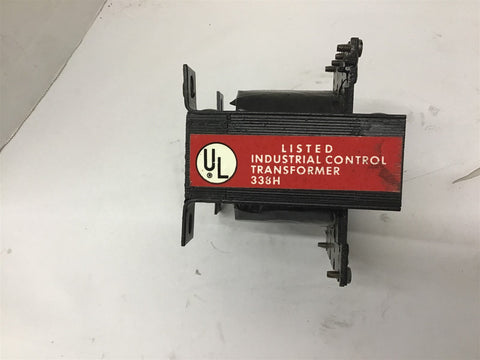 UL
®
LISTED
INDUSTRIAL CONTROL
TRANSFORMER
338H